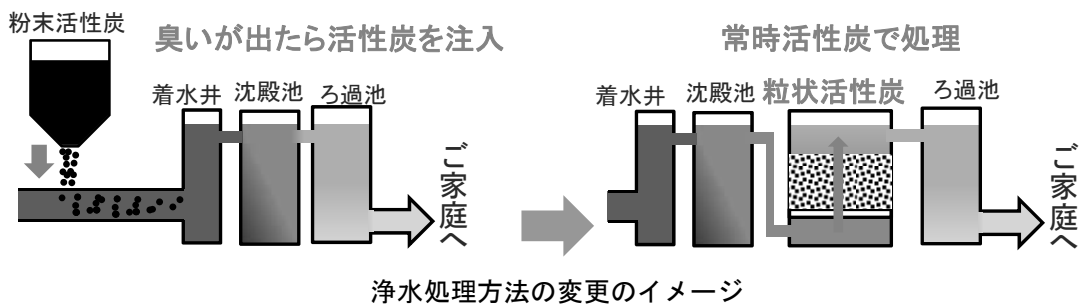 粉末活性炭
臭いが出たら活性炭を注入
着水井
沈殿池
ろ過池
ご家庭へ
常時活性炭で処理
着水井
沈殿池
粒状活性炭
ろ過池
ご家庭へ
浄水処理方法の変更のイメージ